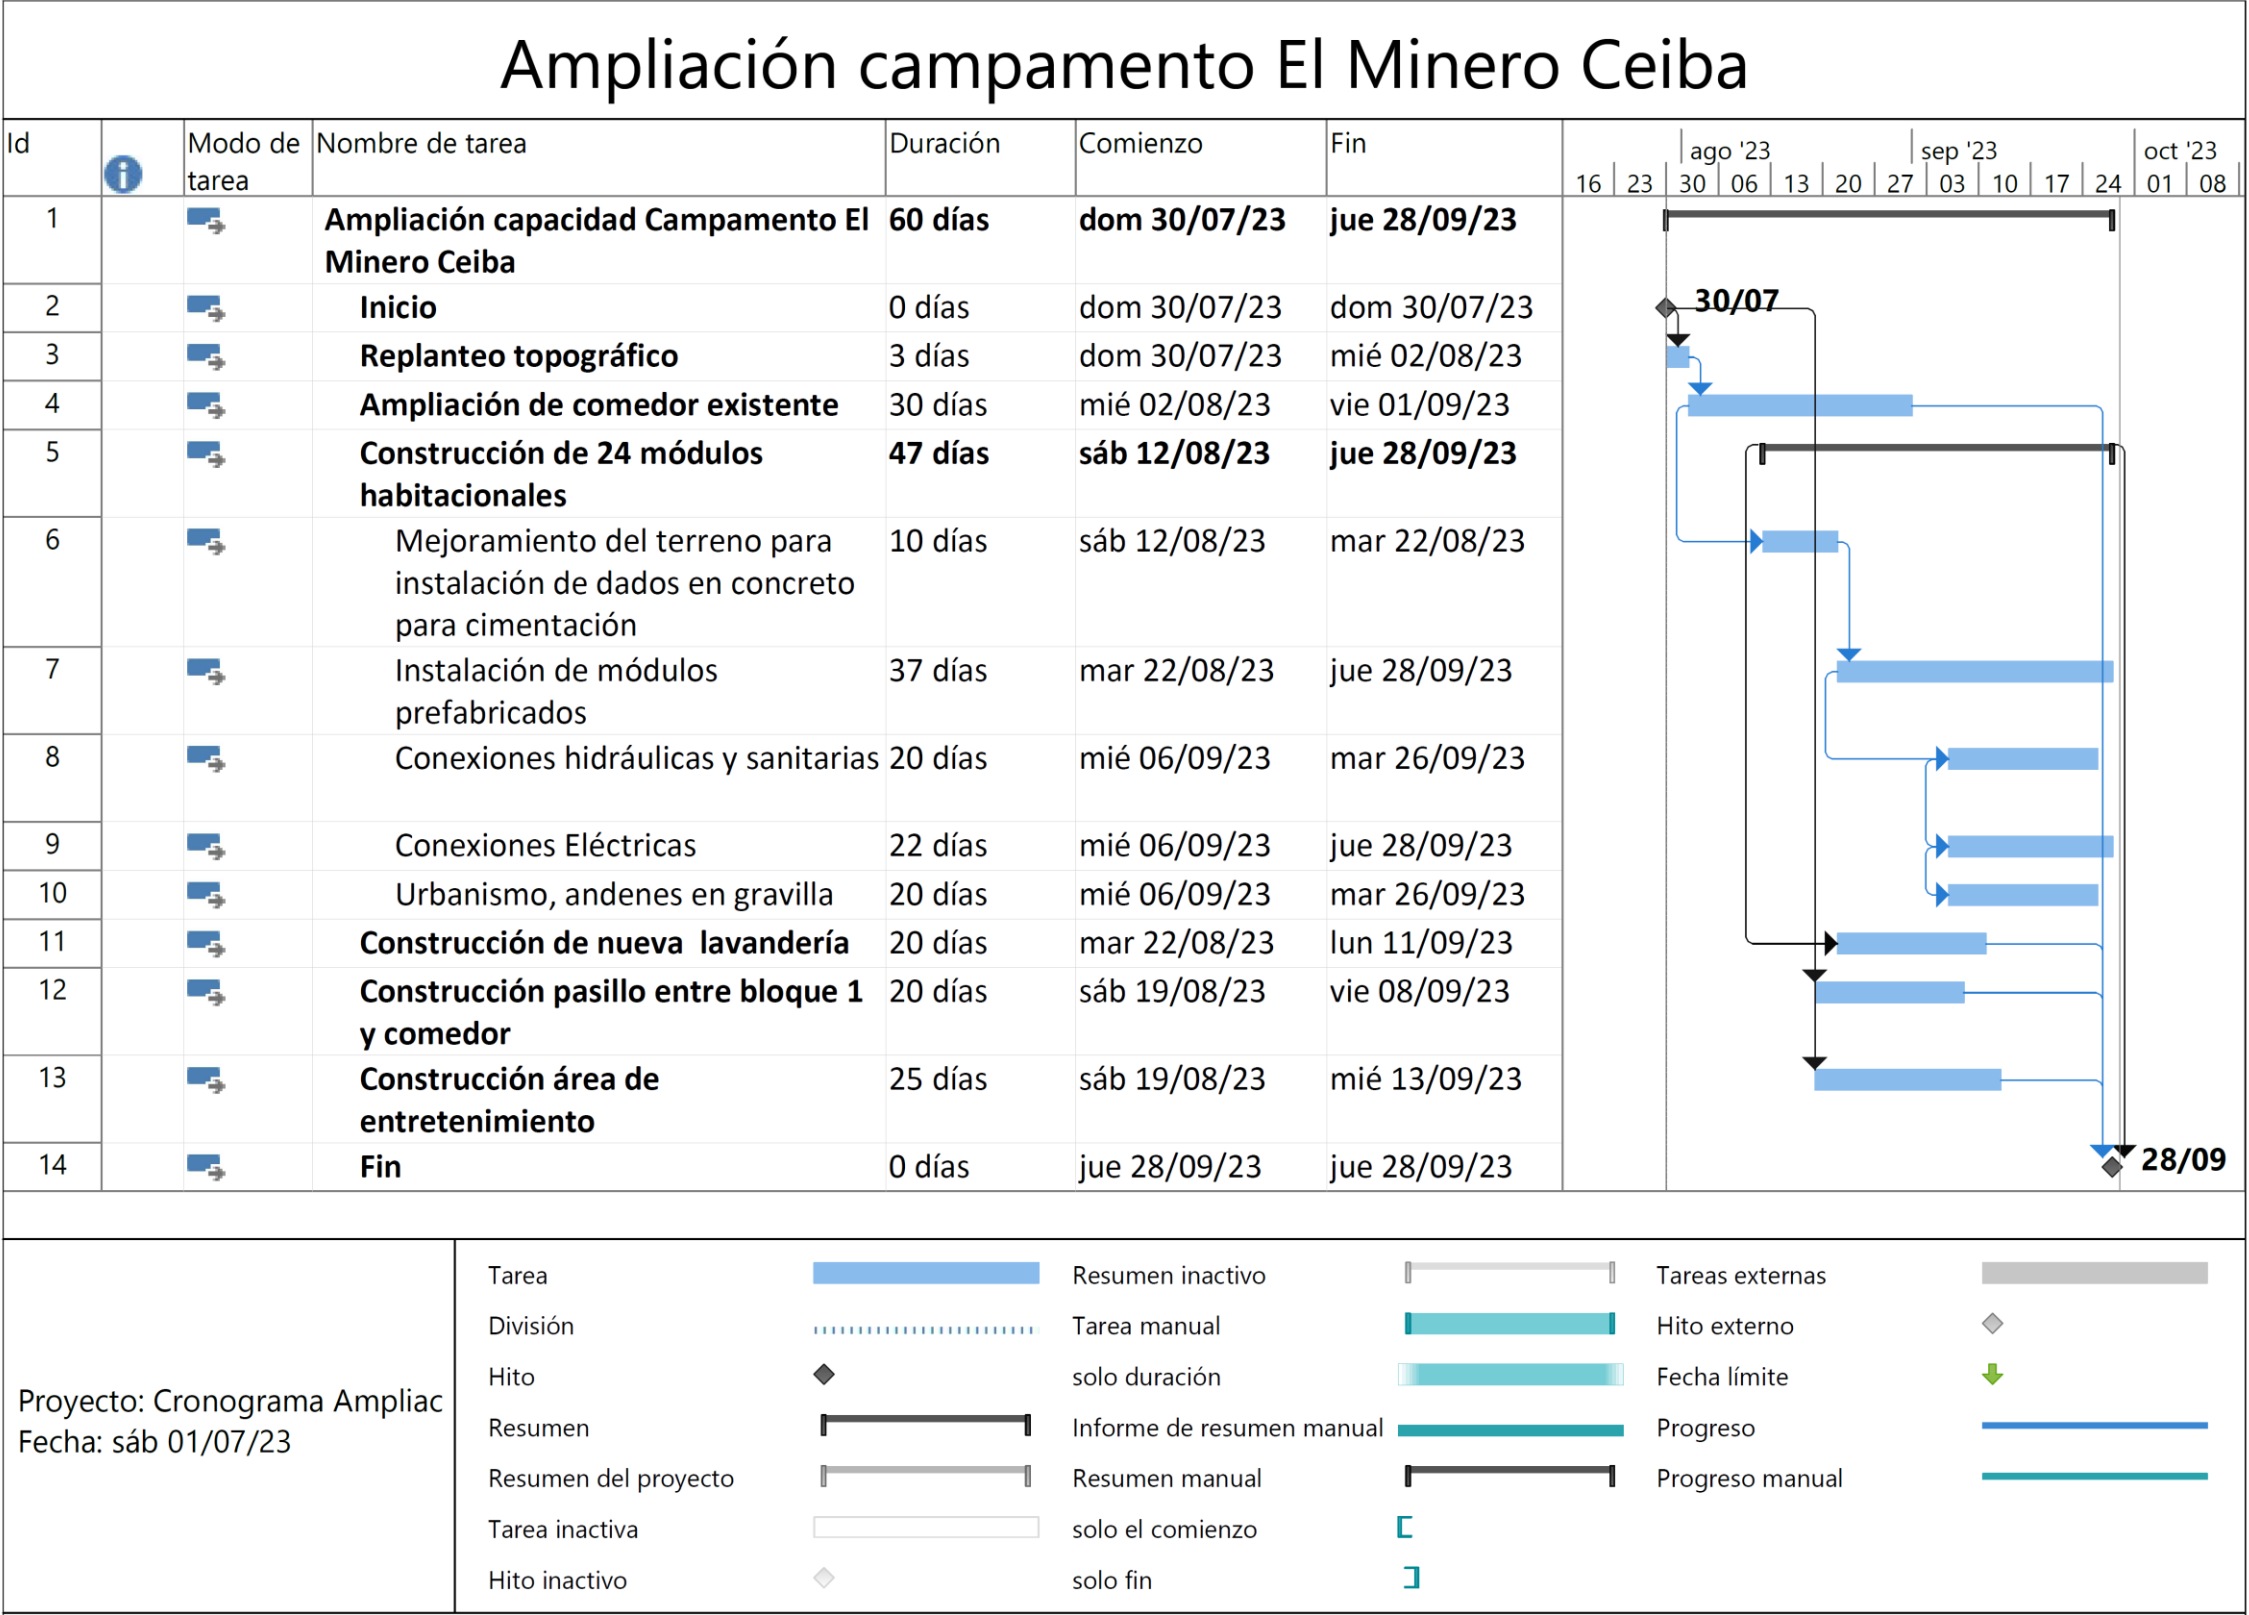 Ampliación campamento El Minero Ceiba
Id Modo de tarea Nombre de tarea Duración Comienzo Fin
ago '23 sep '23 oct '23
16 23 30 06 13 20 27 03 10 17 24 01 08
1 Ampliación capacidad Campamento El Minero Ceiba 60 días dom 30/07/23 jue 28/09/23
2 Inicio 0 días dom 30/07/23 dom 30/07/23 30/07
3 Replanteo topográfico 3 días dom 30/07/23 mié 02/08/23
4 Ampliación de comedor existente 30 días mié 02/08/23 vie 01/09/23
5 Construcción de 24 módulos habitacionales 47 días sáb 12/08/23 jue 28/09/23
6 Mejoramiento del terreno para instalación de dados en concreto para cimentación 10 días sáb 12/08/23 mar 22/08/23
7 Instalación de módulos prefabricados 37 días mar 22/08/23 jue 28/09/23
8 Conexiones hidráulicas y sanitarias 20 días mié 06/09/23 mar 26/09/23
9 Conexiones Eléctricas 22 días mié 06/09/23 jue 28/09/23
10 Urbanismo, andenes en gravilla 20 días mié 06/09/23 mar 26/09/23
11 Construcción de nueva  lavandería 20 días mar 22/08/23 lun 11/09/23
12 Construcción pasillo entre bloque 1 y comedor 20 días sáb 19/08/23 vie 08/09/23
13 Construcción área de entretenimiento 25 días sáb 19/08/23 mié 13/09/23
14 Fin 0 días jue 28/09/23 jue 28/09/23 28/09
Proyecto: Cronograma Ampliac
Fecha: sáb 01/07/23
Tarea
División
Hito
Resumen
Resumen del proyecto
Tarea inactiva
Hito inactivo
Resumen inactivo
Tarea manual
solo duración
Informe de resumen manual
Resumen manual
solo el comienzo
solo fin
Tareas externas
Hito externo
Fecha límite
Progreso
Progreso manual